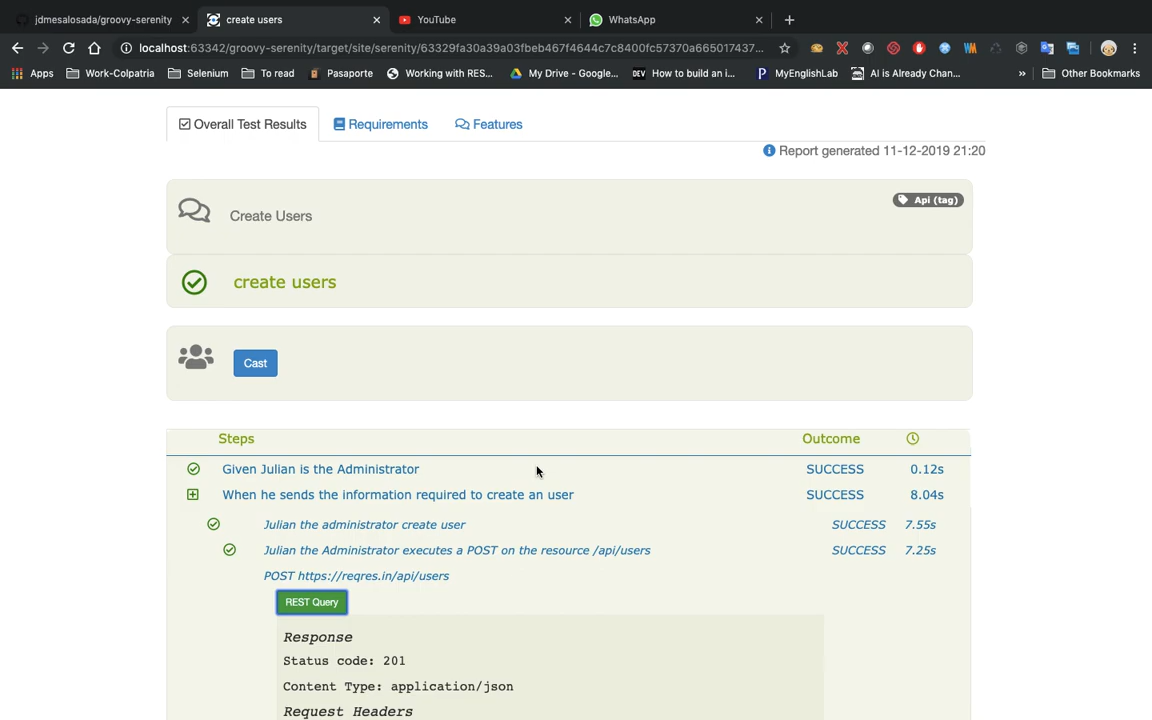 jdmesalosada/groovy-serenity
create users
YouTube
WhatsApp
localhost:63342/groovy-serenity/target/site/serenity/63329fa30a39a03fbeb467f4644c7c8400fc57370a665017437...
Apps
Work-Colpatria
Selenium
To read
Pasaporte
Working with RES...
My Drive - Google...
DEV How to build an i...
MyEnglishLab
AI is Already Chan...
»
Other Bookmarks
Overall Test Results
Requirements
Features
Report generated 11-12-2019 21:20
Create Users
Api (tag)
create users
Cast
Steps Outcome
Given Julian is the Administrator SUCCESS 0.12s
When he sends the information required to create an user SUCCESS 8.04s
Julian the administrator create user SUCCESS 7.55s
Julian the Administrator executes a POST on the resource /api/users SUCCESS 7.25s
POST https://reqres.in/api/users
REST Query
Response
Status code: 201
Content Type: application/json
Request Headers